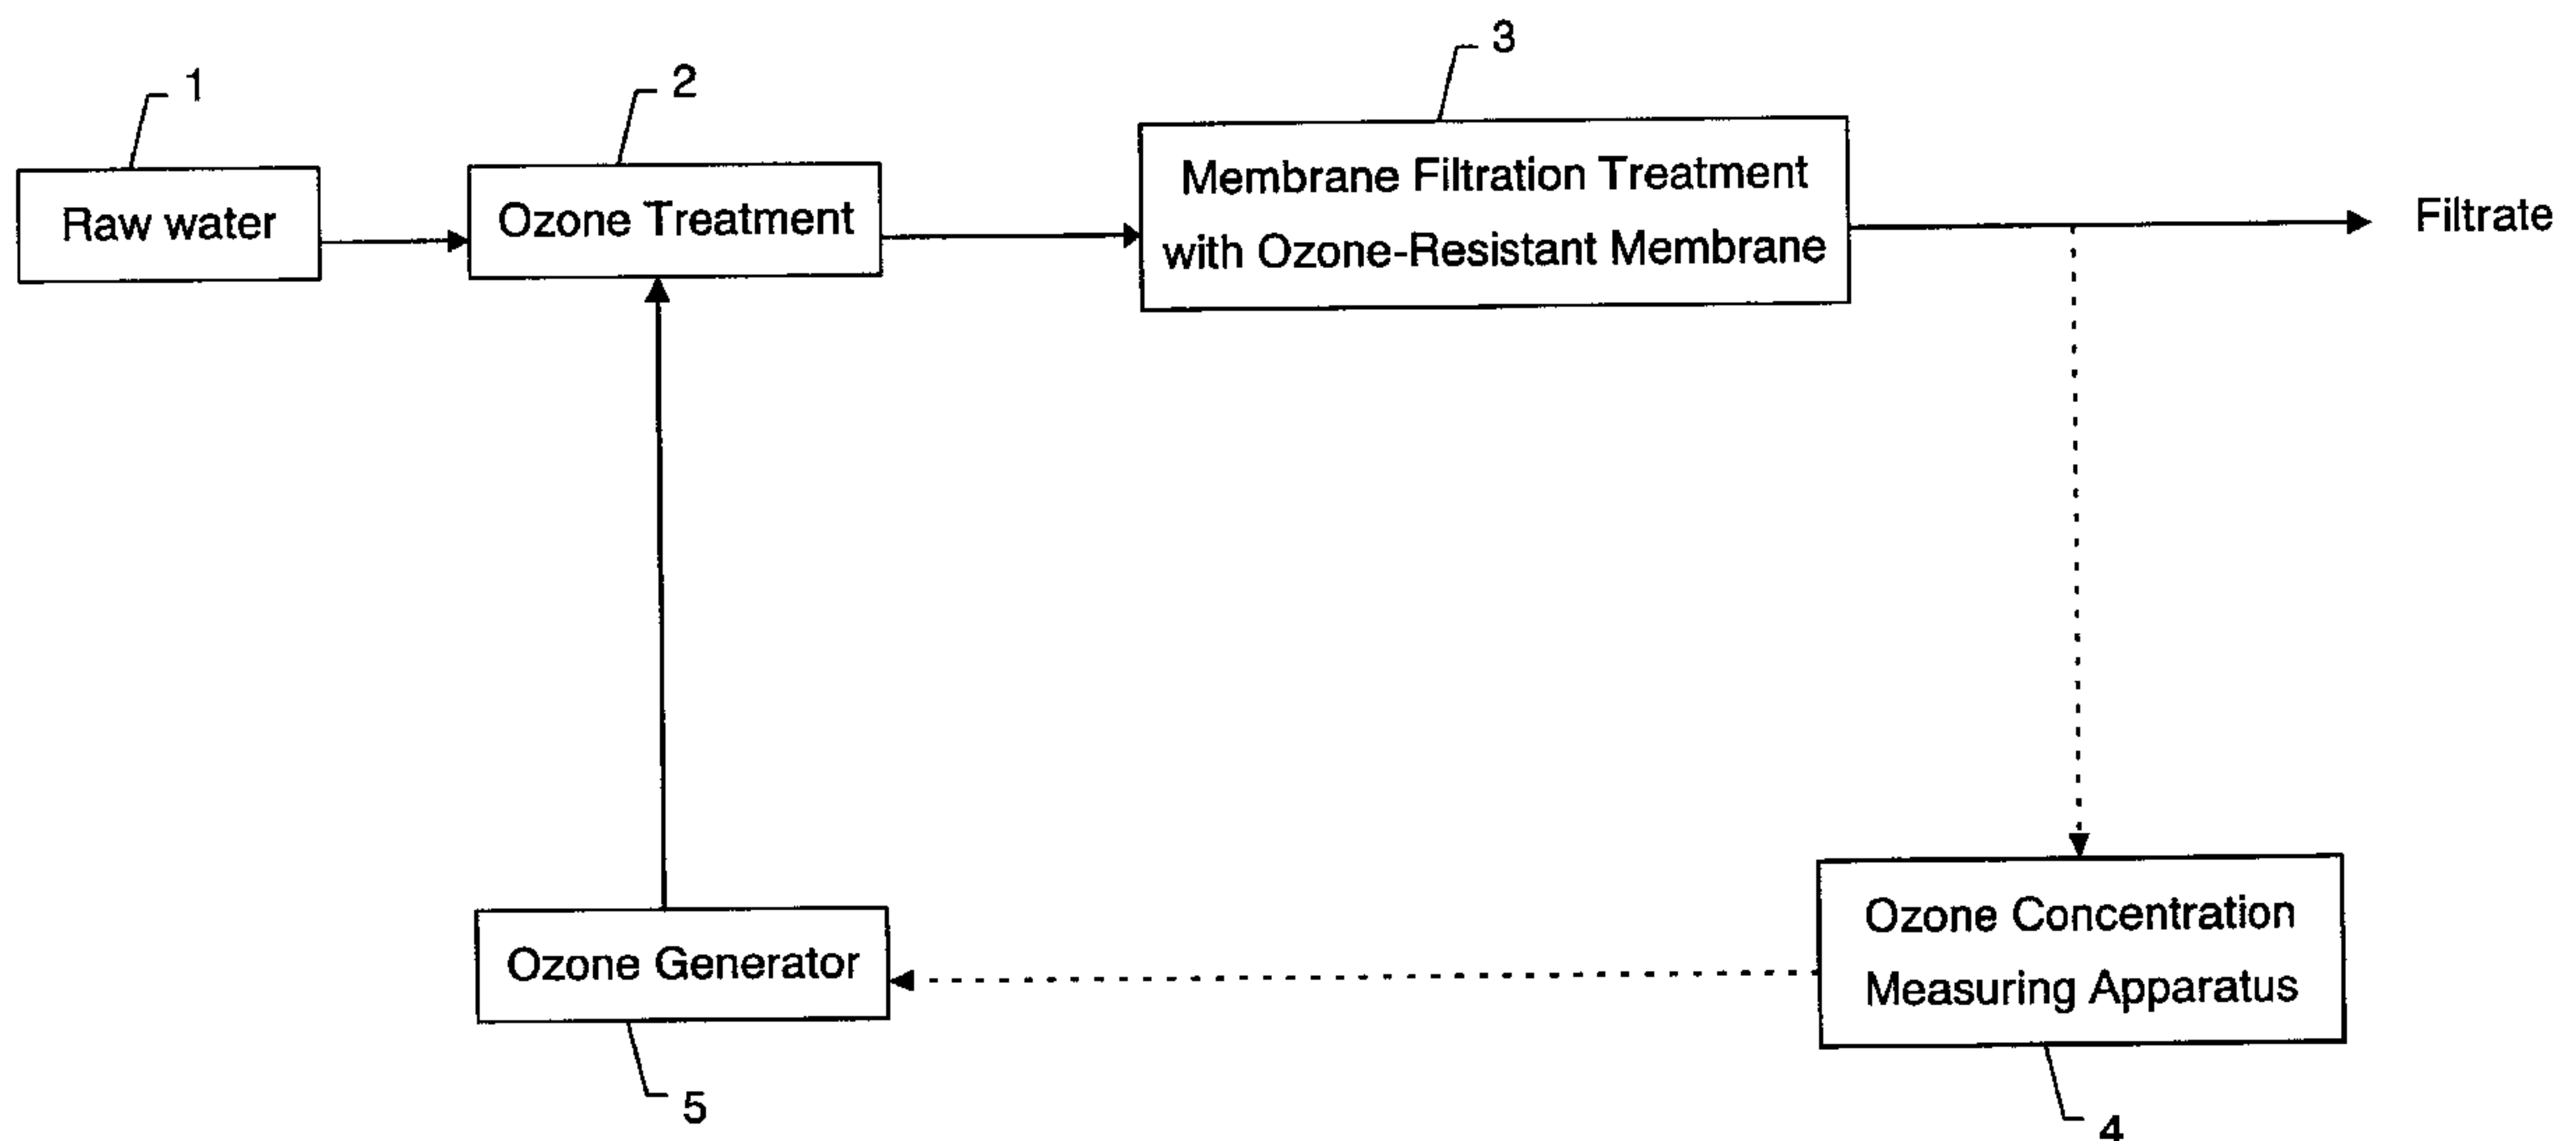 1
2
3
Raw water
Ozone Treatment
Membrane Filtration Treatment
with Ozone-Resistant Membrane
Filtrate
Ozone Generator
Ozone Concentration
Measuring Apparatus
5
4